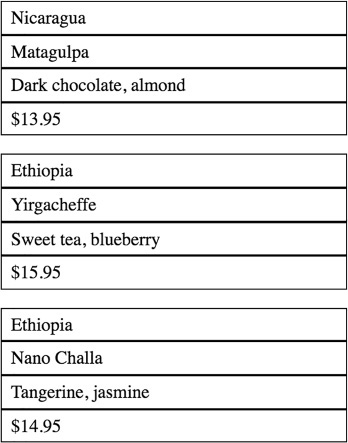 Nicaragua
Matagulpa
Dark chocolate, almond
$13.95
Ethiopia
Yirgacheffe
Sweet tea, blueberry
$15.95
Ethiopia
Nano Challa
Tangerine, jasmine
$14.95